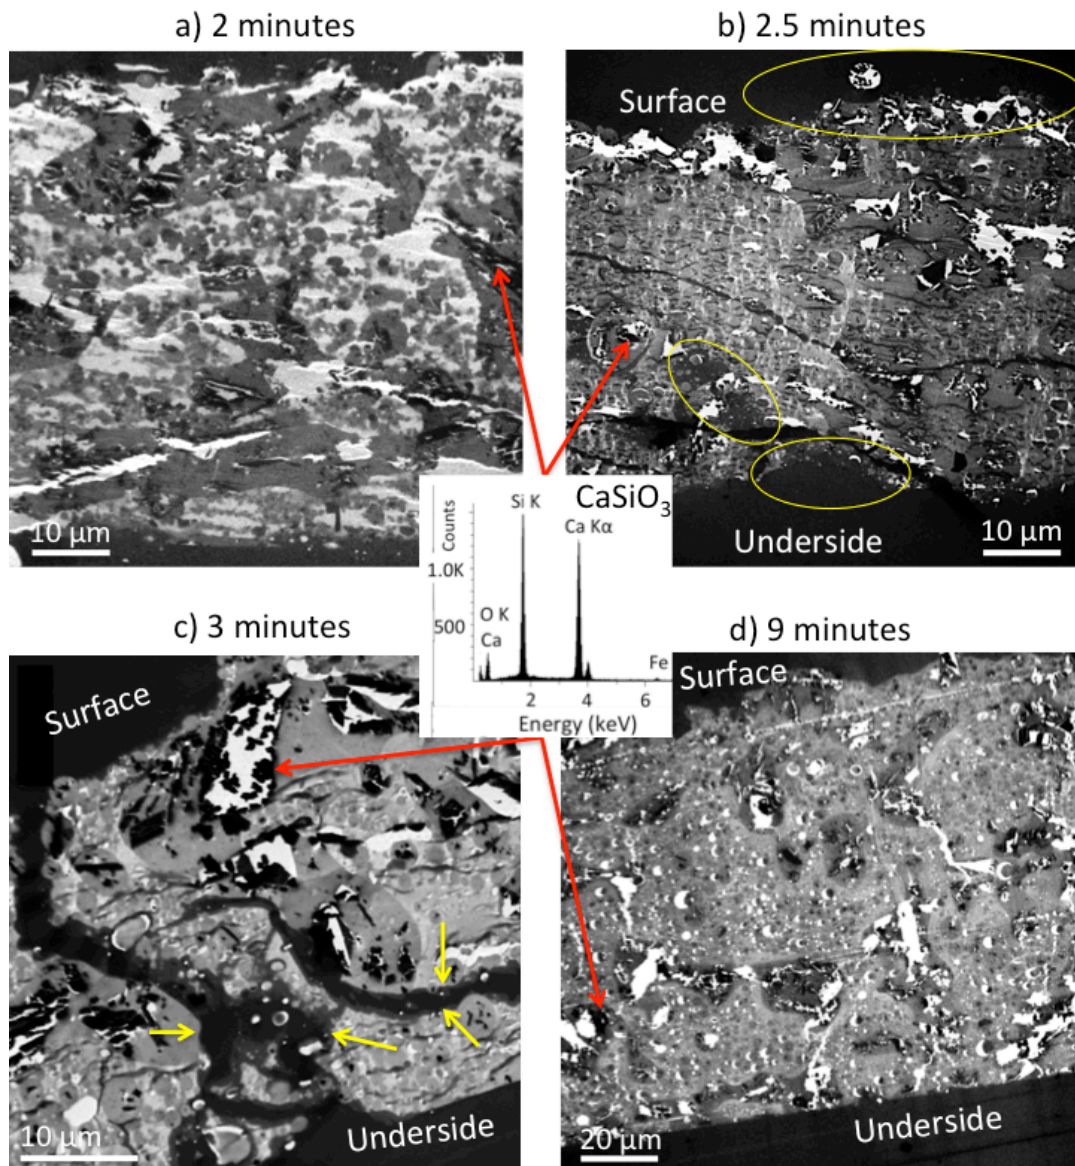 a) 2 minutes
b) 2.5 minutes
Surface
10 µm
Underside
10 µm
CaSiO₃
Counts
Si K
Ca Kα
1.0K
O K
Ca
500
Fe
2 4 6
Energy (keV)
c) 3 minutes
d) 9 minutes
Surface
Surface
10 µm
Underside
20 µm
Underside